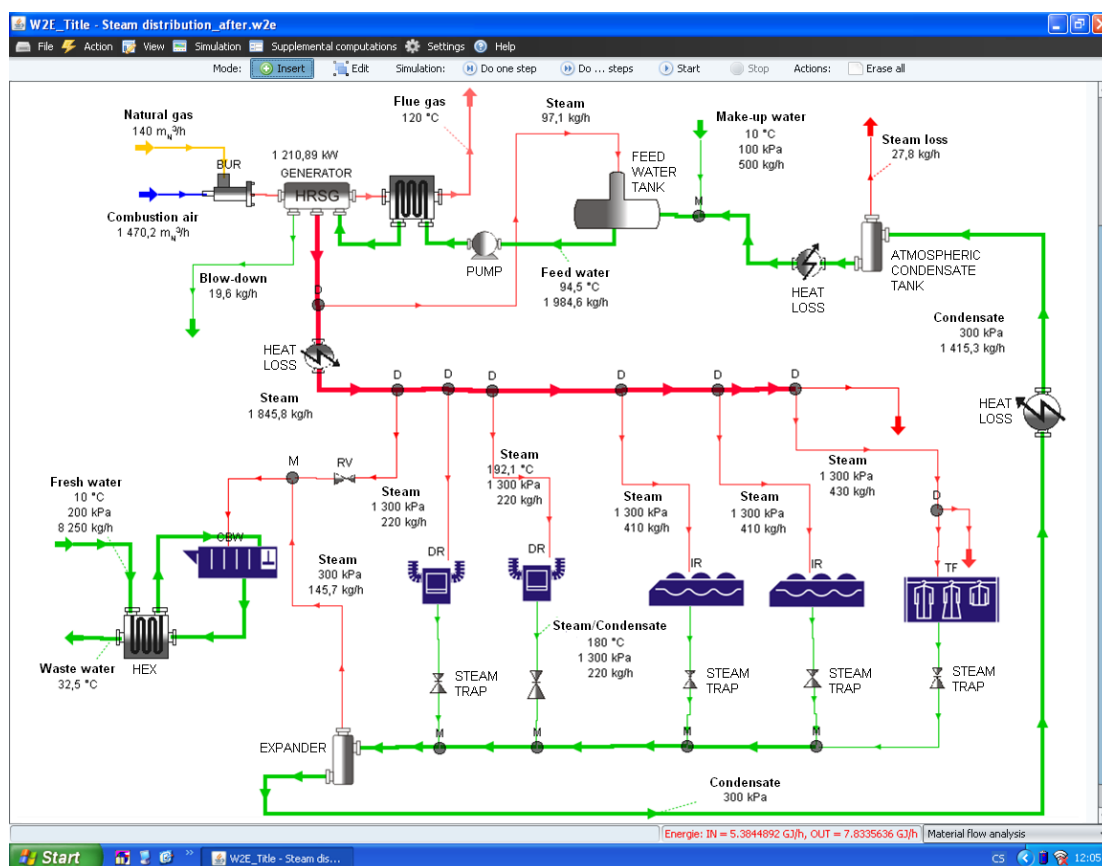 W2E_Title - Steam distribution_after.w2e
File Action View Simulation Supplemental computations Settings Help
Mode: Insert Edit Simulation: Do one step Do ... steps Start Stop Actions: Erase all
Natural gas
140 m_N³/h
BUR
Combustion air
1 470,2 m_N³/h
1 210,89 kW
GENERATOR
HRSG
Flue gas
120 °C
Steam
97,1 kg/h
FEED
WATER
TANK
Make-up water
10 °C
100 kPa
500 kg/h
M
Steam loss
27,8 kg/h
Blow-down
19,6 kg/h
PUMP
Feed water
94,5 °C
1 984,6 kg/h
HEAT
LOSS
ATMOSPHERIC
CONDENSATE
TANK
Condensate
300 kPa
1 415,3 kg/h
D
HEAT
LOSS
Steam
1 845,8 kg/h
D
D
D
D
D
D
HEAT
LOSS
Fresh water
10 °C
200 kPa
8 250 kg/h
M
RV
Steam
1 300 kPa
220 kg/h
Steam
192,1 °C
1 300 kPa
220 kg/h
Steam
1 300 kPa
410 kg/h
Steam
1 300 kPa
410 kg/h
Steam
1 300 kPa
430 kg/h
D
CBW
Steam
300 kPa
145,7 kg/h
DR
DR
IR
IR
TF
HEX
Waste water
32,5 °C
Steam/Condensate
180 °C
1 300 kPa
220 kg/h
STEAM
TRAP
STEAM
TRAP
STEAM
TRAP
STEAM
TRAP
M
M
M
M
EXPANDER
Condensate
300 kPa
Energie: IN = 5.3844892 GJ/h, OUT = 7.8335636 GJ/h
Material flow analysis
Start
W2E_Title - Steam dis...
CS
12:05